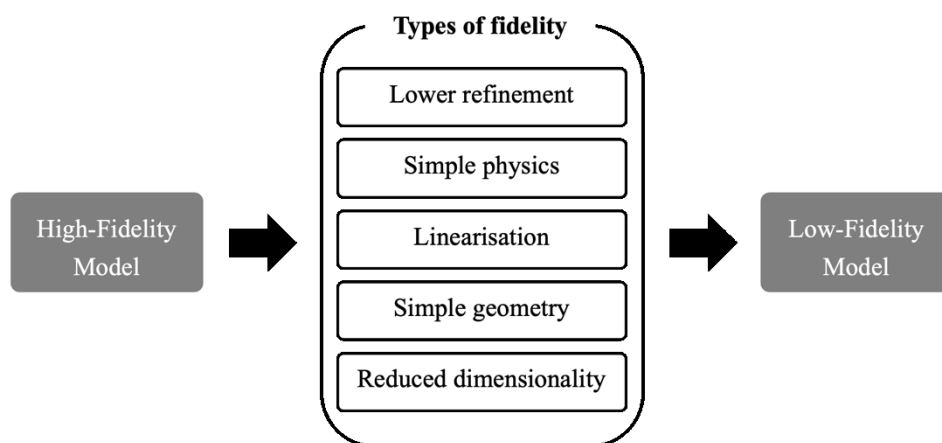 Types of fidelity
Lower refinement
Simple physics
High-Fidelity
Model
Linearisation
Low-Fidelity
Model
Simple geometry
Reduced dimensionality